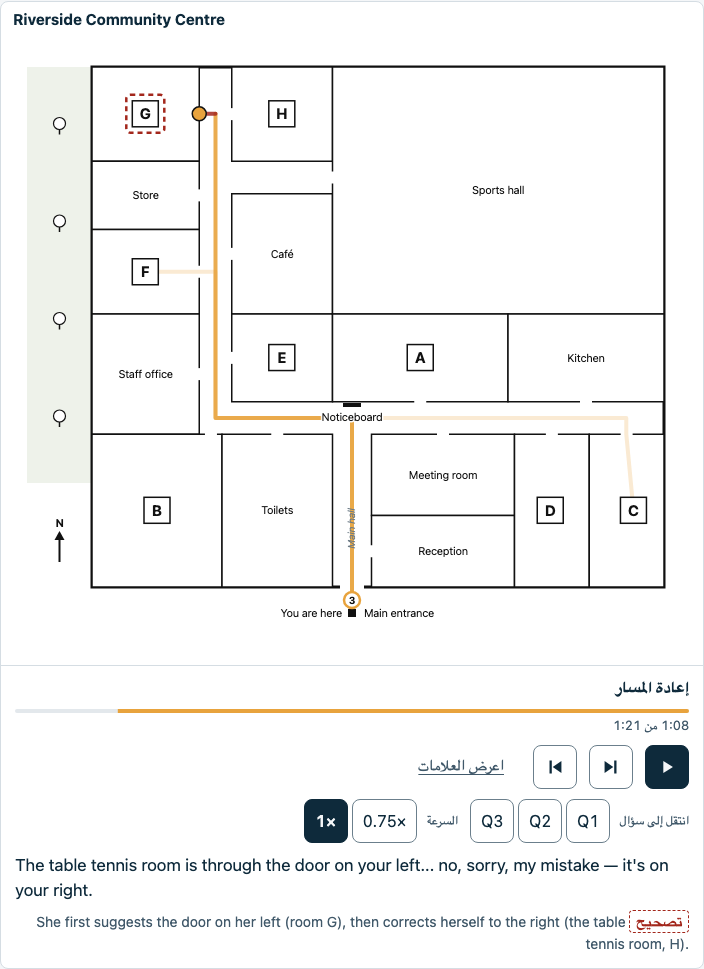 Riverside Community Centre
G
H
Store
Sports hall
Café
F
E
A
Kitchen
Staff office
Noticeboard
Meeting room
B
Toilets
D
C
Main hall
Reception
N
3
You are here
Main entrance
إعادة المسار
1:08 من 1:21
اعرض العلامات
انتقل إلى سؤال
Q1
Q2
Q3
السرعة
0.75×
1×
The table tennis room is through the door on your left... no, sorry, my mistake — it's on
your right.
تصحيح She first suggests the door on her left (room G), then corrects herself to the right (the table
tennis room, H).